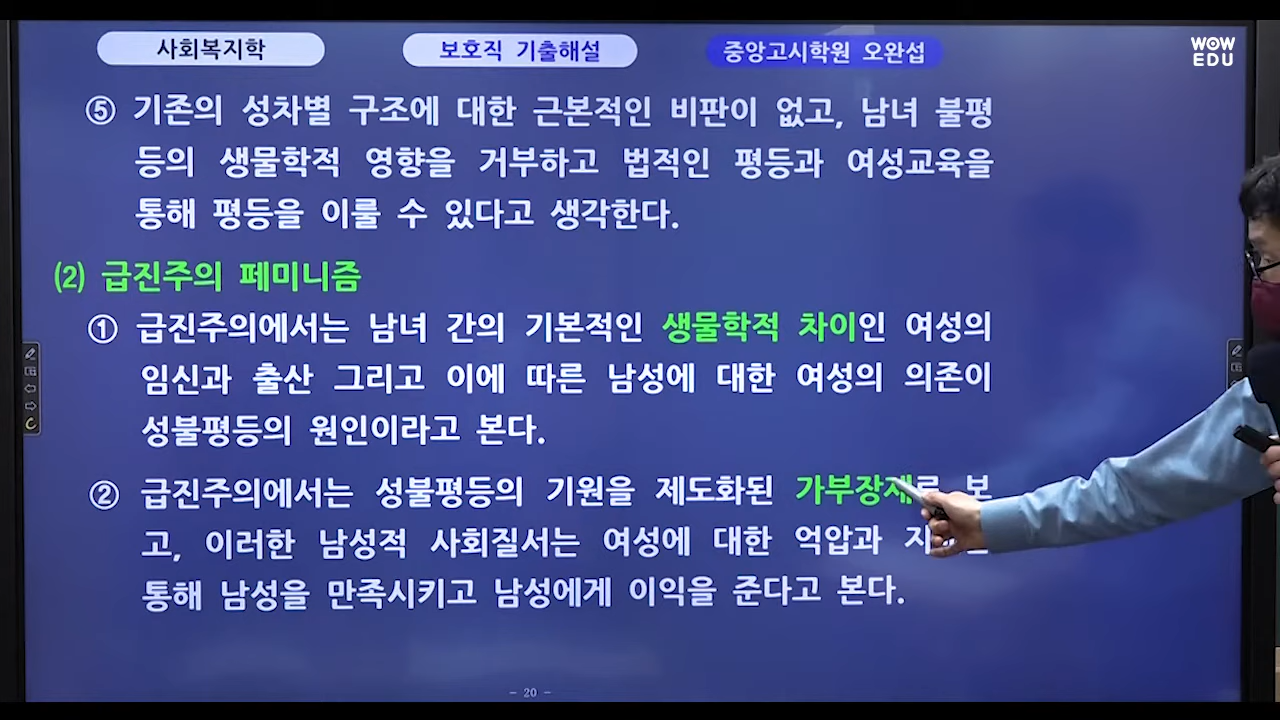 사회복지학
보호직 기출해설
중앙고시학원 오완섭
WOW
EDU
⑤ 기존의 성차별 구조에 대한 근본적인 비판이 없고, 남녀 불평
등의 생물학적 영향을 거부하고 법적인 평등과 여성교육을
통해 평등을 이룰 수 있다고 생각한다.
(2) 급진주의 페미니즘
① 급진주의에서는 남녀 간의 기본적인 생물학적 차이인 여성의
임신과 출산 그리고 이에 따른 남성에 대한 여성의 의존이
성불평등의 원인이라고 본다.
② 급진주의에서는 성불평등의 기원을 제도화된 가부장제로 보
고, 이러한 남성적 사회질서는 여성에 대한 억압과
통해 남성을 만족시키고 남성에게 이익을 준다고 본다.
- 20 -